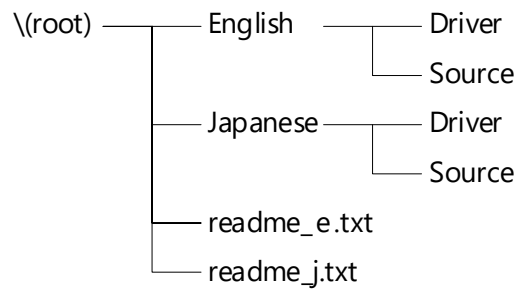 \(root) English Driver
Source
Japanese Driver
Source
readme_e.txt
readme_j.txt